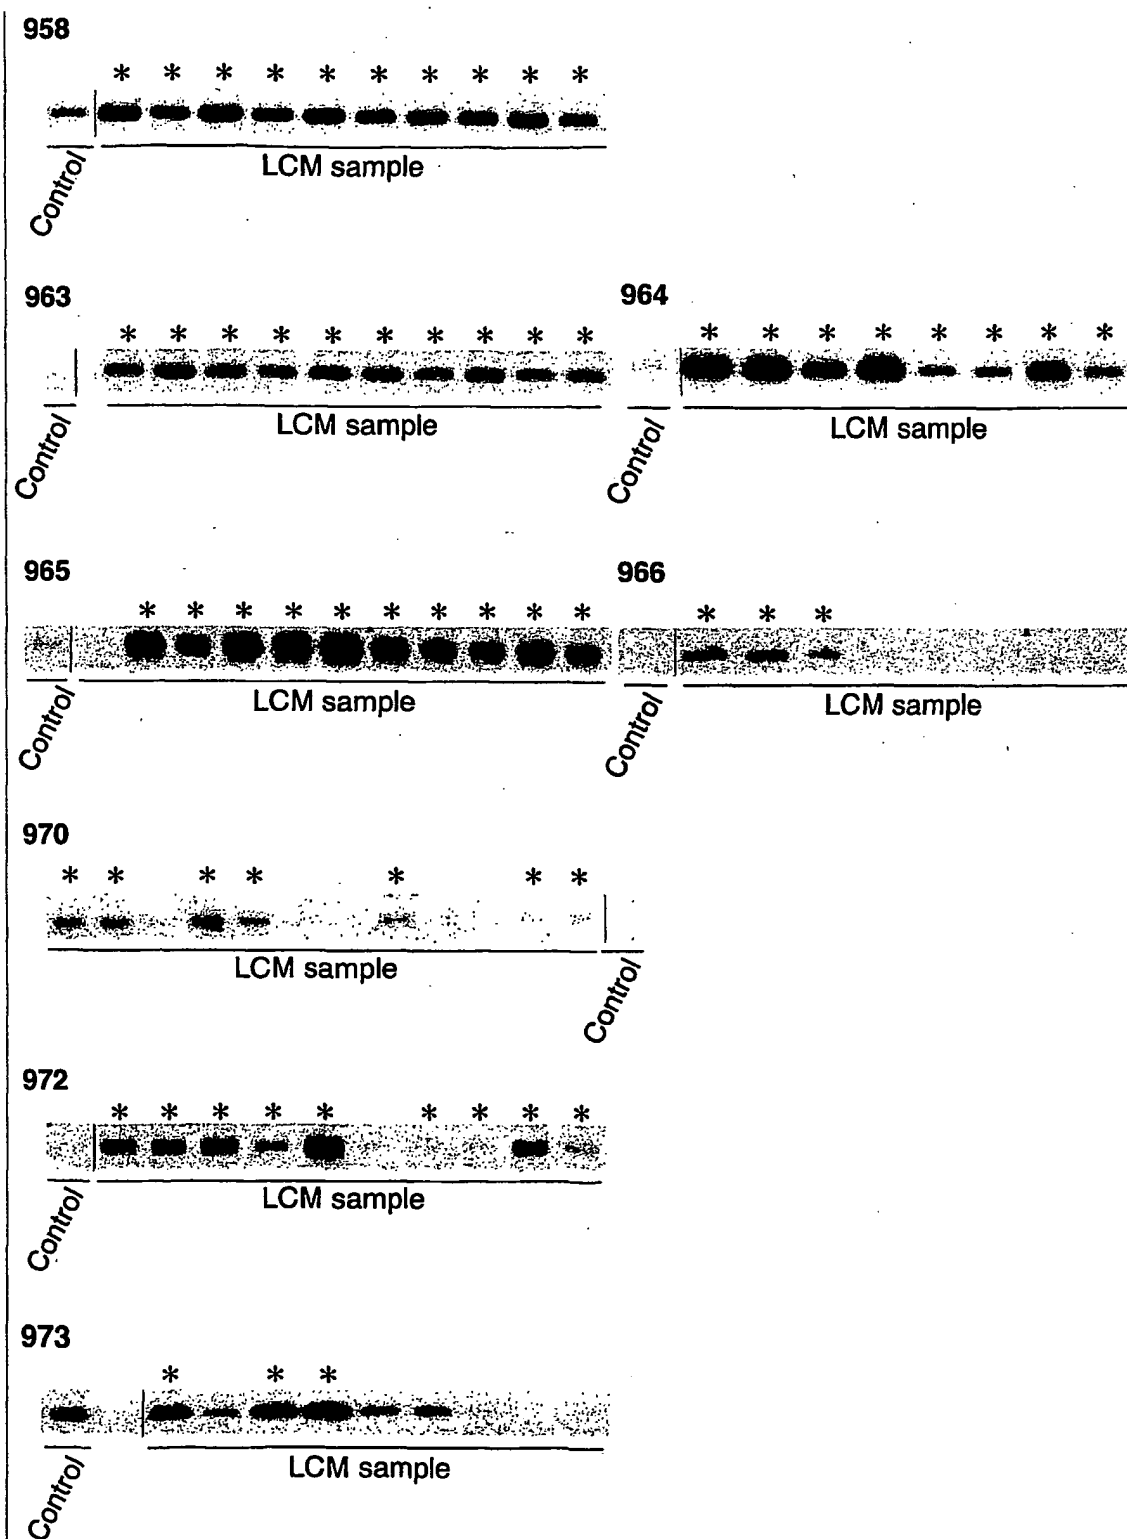 958
* * * * * * * * * *
Control
LCM sample
963
* * * * * * * * * *
Control
LCM sample
964
* * * * * * * *
Control
LCM sample
965
* * * * * * * * * *
Control
LCM sample
966
* * *
Control
LCM sample
970
* * * * * * *
LCM sample
Control
972
* * * * * * * * *
Control
LCM sample
973
* * *
Control
LCM sample